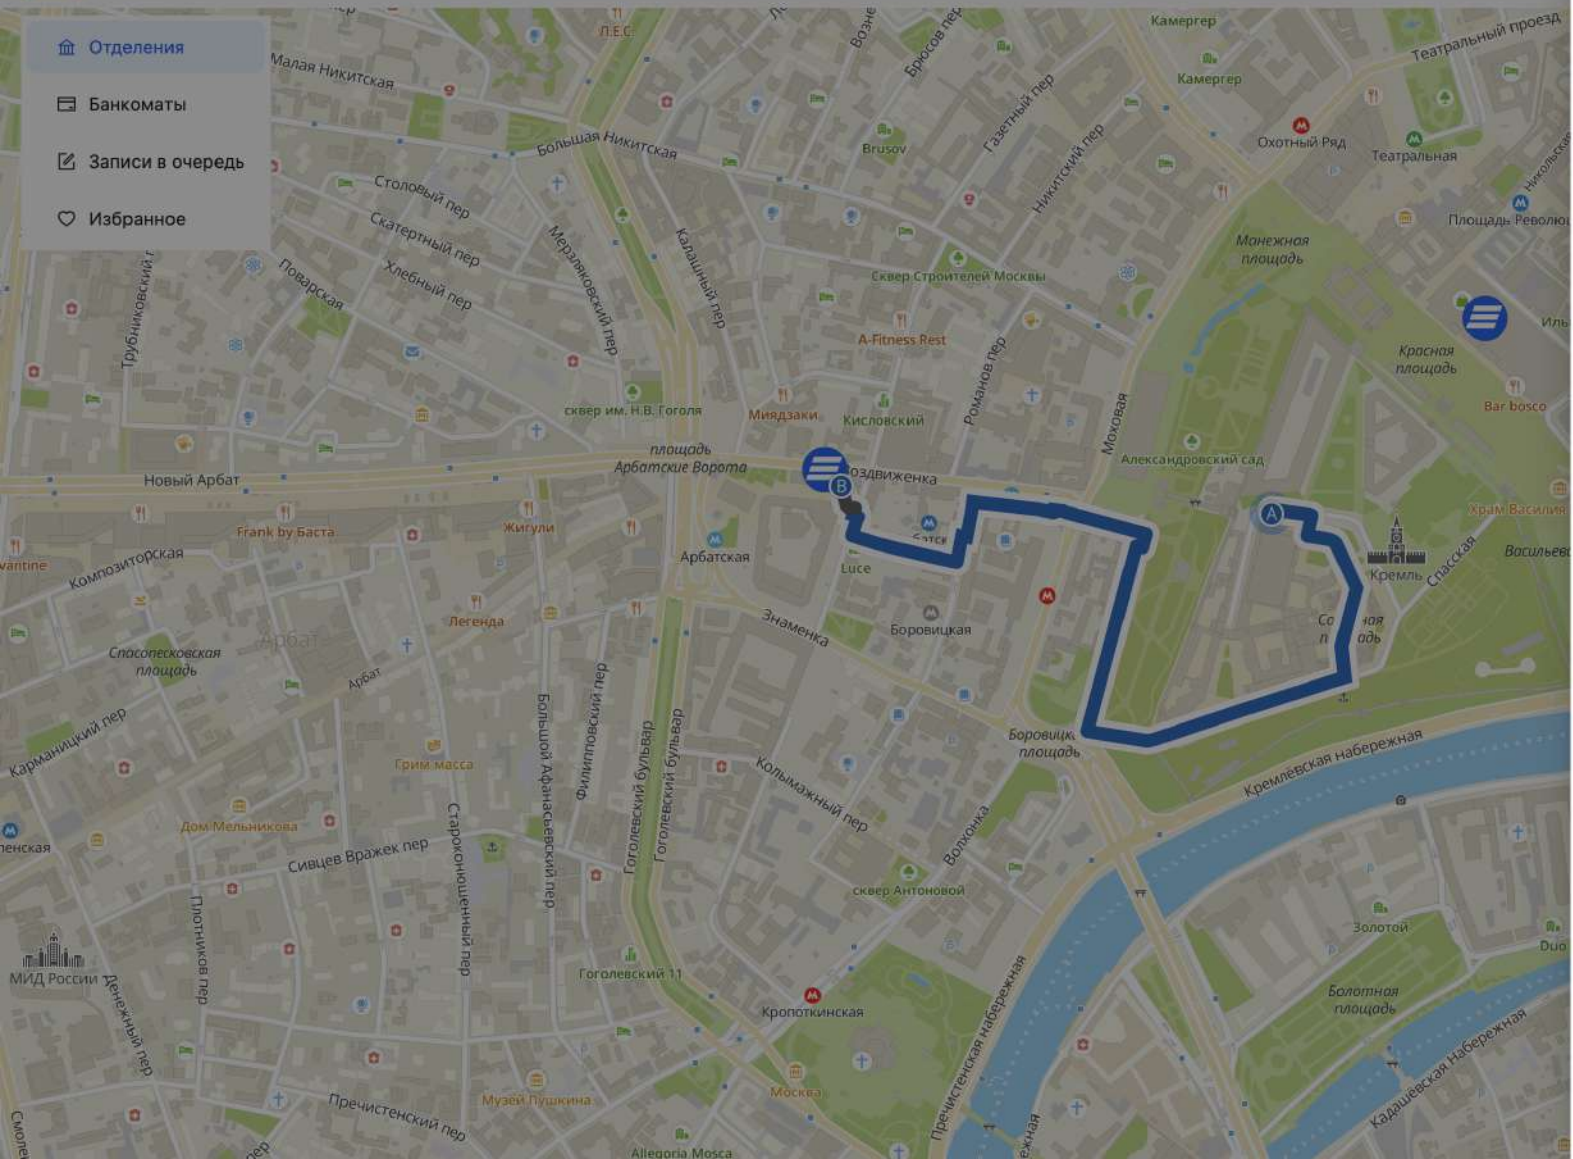 Отделения
Банкоматы
Записи в очередь
Избранное
Л.Е.С.
Малая Никитская
Большая Никитская
Столовый пер
Скатертный пер
Хлебный пер
Поварская
Мерзляковский пер
Калашный пер
Brusov
Брюсов пер
Газетный пер
Никитский пер
Камергер
Камергер
Театральный проезд
Охотный Ряд
Театральная
Никольская
Манежная
площадь
Сквер Строителей Москвы
A-Fitness Rest
Романов пер
Красная
площадь
Bar bosco
сквер им. Н.В. Гоголя
Миядзаки
Кисловский
Моховая
Александровский сад
площадь
Арбатские Ворота
Новый Арбат
B
A
Храм Василия
Frank by Баста
Жигули
Арбатская
Luce
Кремль
Спасская
Композиторская
Легенда
Арбат
Знаменка
Боровицкая
Спасопесковская
площадь
Арбат
Карманицкий пер
Грим масса
Большой Афанасьевский пер
Филипповский пер
Гоголевский бульвар
Гоголевский бульвар
площадь
Кремлёвская набережная
Колымажный пер
Волхонка
Дом Мельникова
Сивцев Вражек пер
Староконюшенный пер
Плотников пер
сквер Антоновой
Золотой
Duo
МИД России
Денежный пер
Гоголевский 11
Кропоткинская
Пречистенская набережная
Болотная
площадь
Кадашёвская набережная
Музей Пушкина
Москва
Пречистенский пер
Allegoria Mosca